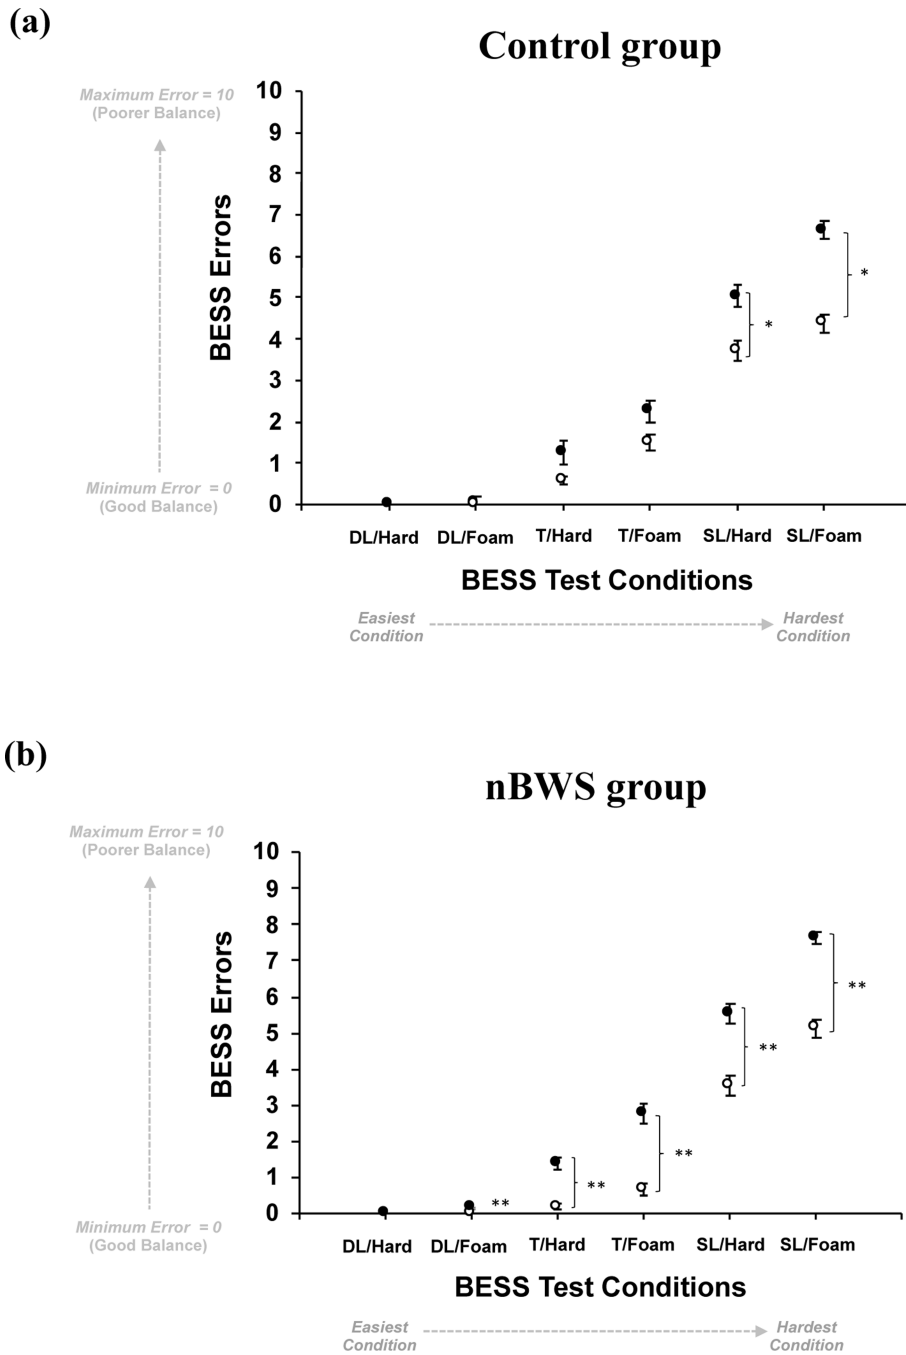 (a)
Control group
Maximum Error = 10
(Poorer Balance)
10
9
8
7
6
5
4
3
2
1
0
BESS Errors
Minimum Error = 0
(Good Balance)
*
*
DL/Hard DL/Foam T/Hard T/Foam SL/Hard SL/Foam
BESS Test Conditions
Easiest
Condition
Hardest
Condition
(b)
nBWS group
Maximum Error = 10
(Poorer Balance)
10
9
8
7
6
5
4
3
2
1
0
BESS Errors
Minimum Error = 0
(Good Balance)
**
**
**
**
**
DL/Hard DL/Foam T/Hard T/Foam SL/Hard SL/Foam
BESS Test Conditions
Easiest
Condition
Hardest
Condition